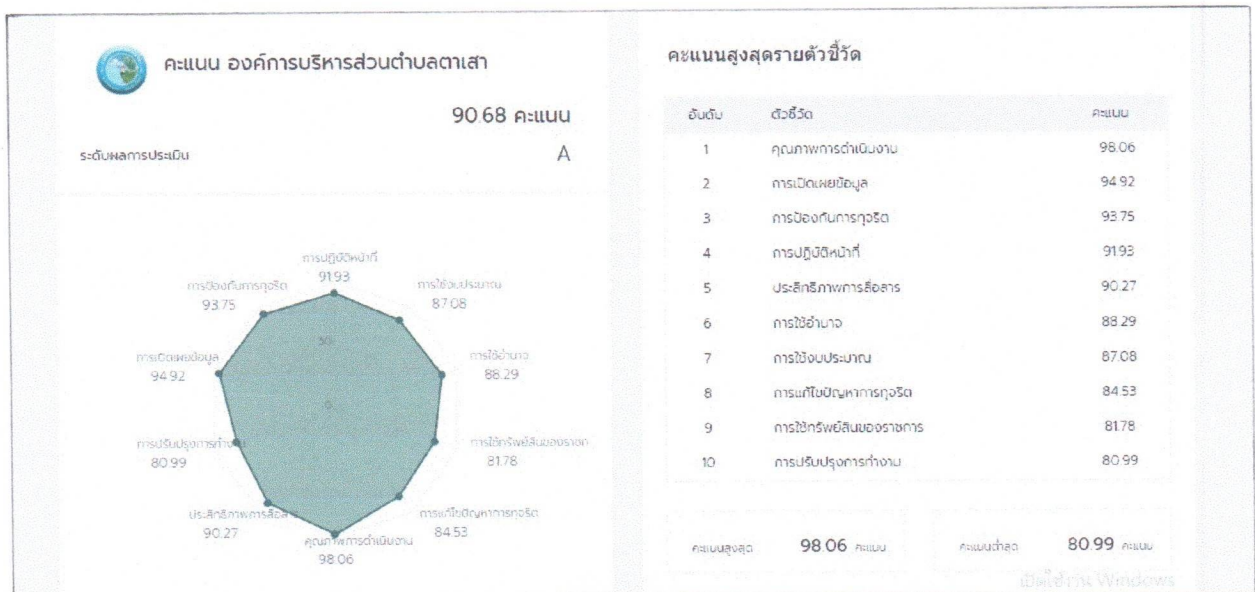 คะแนน องค์การบริหารส่วนตำบลตาเสา
90.68 คะแนน
ระดับผลการประเมิน A
การปฏิบัติหน้าที่
91.93
การใช้งบประมาณ
87.08
การใช้อำนาจ
88.29
การใช้ทรัพย์สินของราชก
81.78
การแก้ไขปัญหาการทุจริต
84.53
คุณภาพการดำเนินงาน
98.06
ประสิทธิภาพการสื่อส
90.27
การปรับปรุงการทำงาน
80.99
การเปิดเผยข้อมูล
94.92
การป้องกันการทุจริต
93.75
50
0
คะแนนสูงสุดรายตัวชี้วัด
อันดับ ตัวชี้วัด คะแนน
1 คุณภาพการดำเนินงาน 98.06
2 การเปิดเผยข้อมูล 94.92
3 การป้องกันการทุจริต 93.75
4 การปฏิบัติหน้าที่ 91.93
5 ประสิทธิภาพการสื่อสาร 90.27
6 การใช้อำนาจ 88.29
7 การใช้งบประมาณ 87.08
8 การแก้ไขปัญหาการทุจริต 84.53
9 การใช้ทรัพย์สินของราชการ 81.78
10 การปรับปรุงการทำงาน 80.99
คะแนนสูงสุด 98.06 คะแนน
คะแนนต่ำสุด 80.99 คะแนน
เปิดใช้งาน Windows